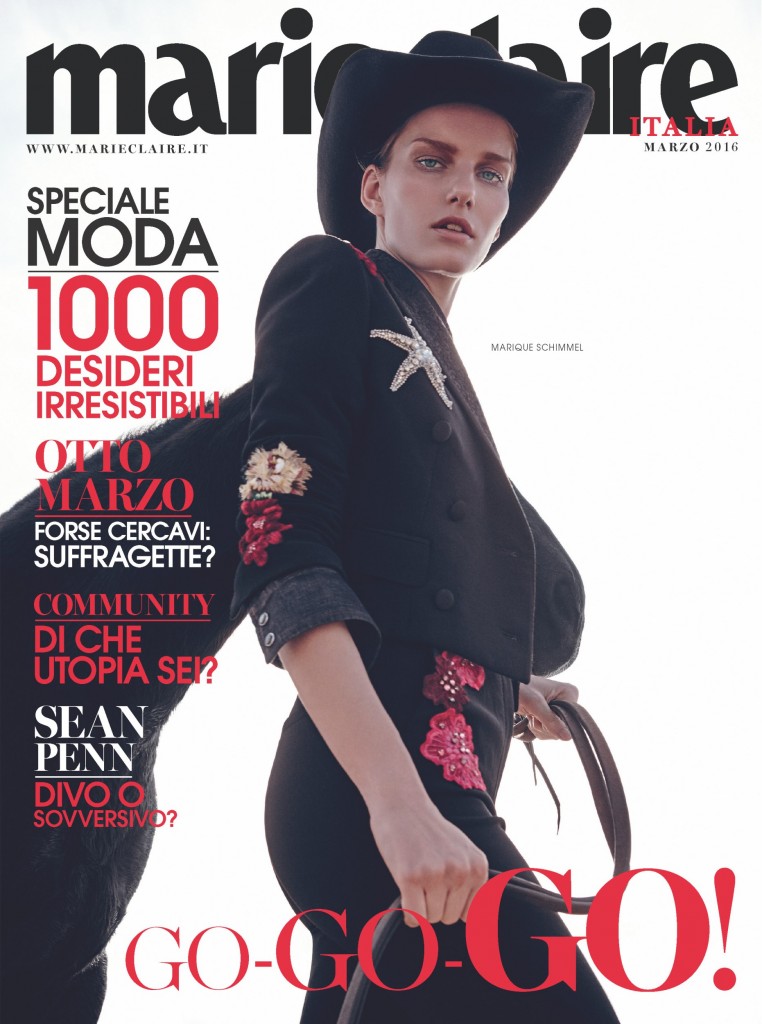 marie claire
ITALIA
WWW.MARIECLAIRE.IT
MARZO 2016
SPECIALE
MODA
1000
DESIDERI
IRRESISTIBILI
OTTO
MARZO
FORSE CERCAVI:
SUFFRAGETTE?
COMMUNITY
DI CHE
UTOPIA SEI?
SEAN
PENN
DIVO O
SOVVERSIVO?
MARIQUE SCHIMMEL
GO-GO-GO!